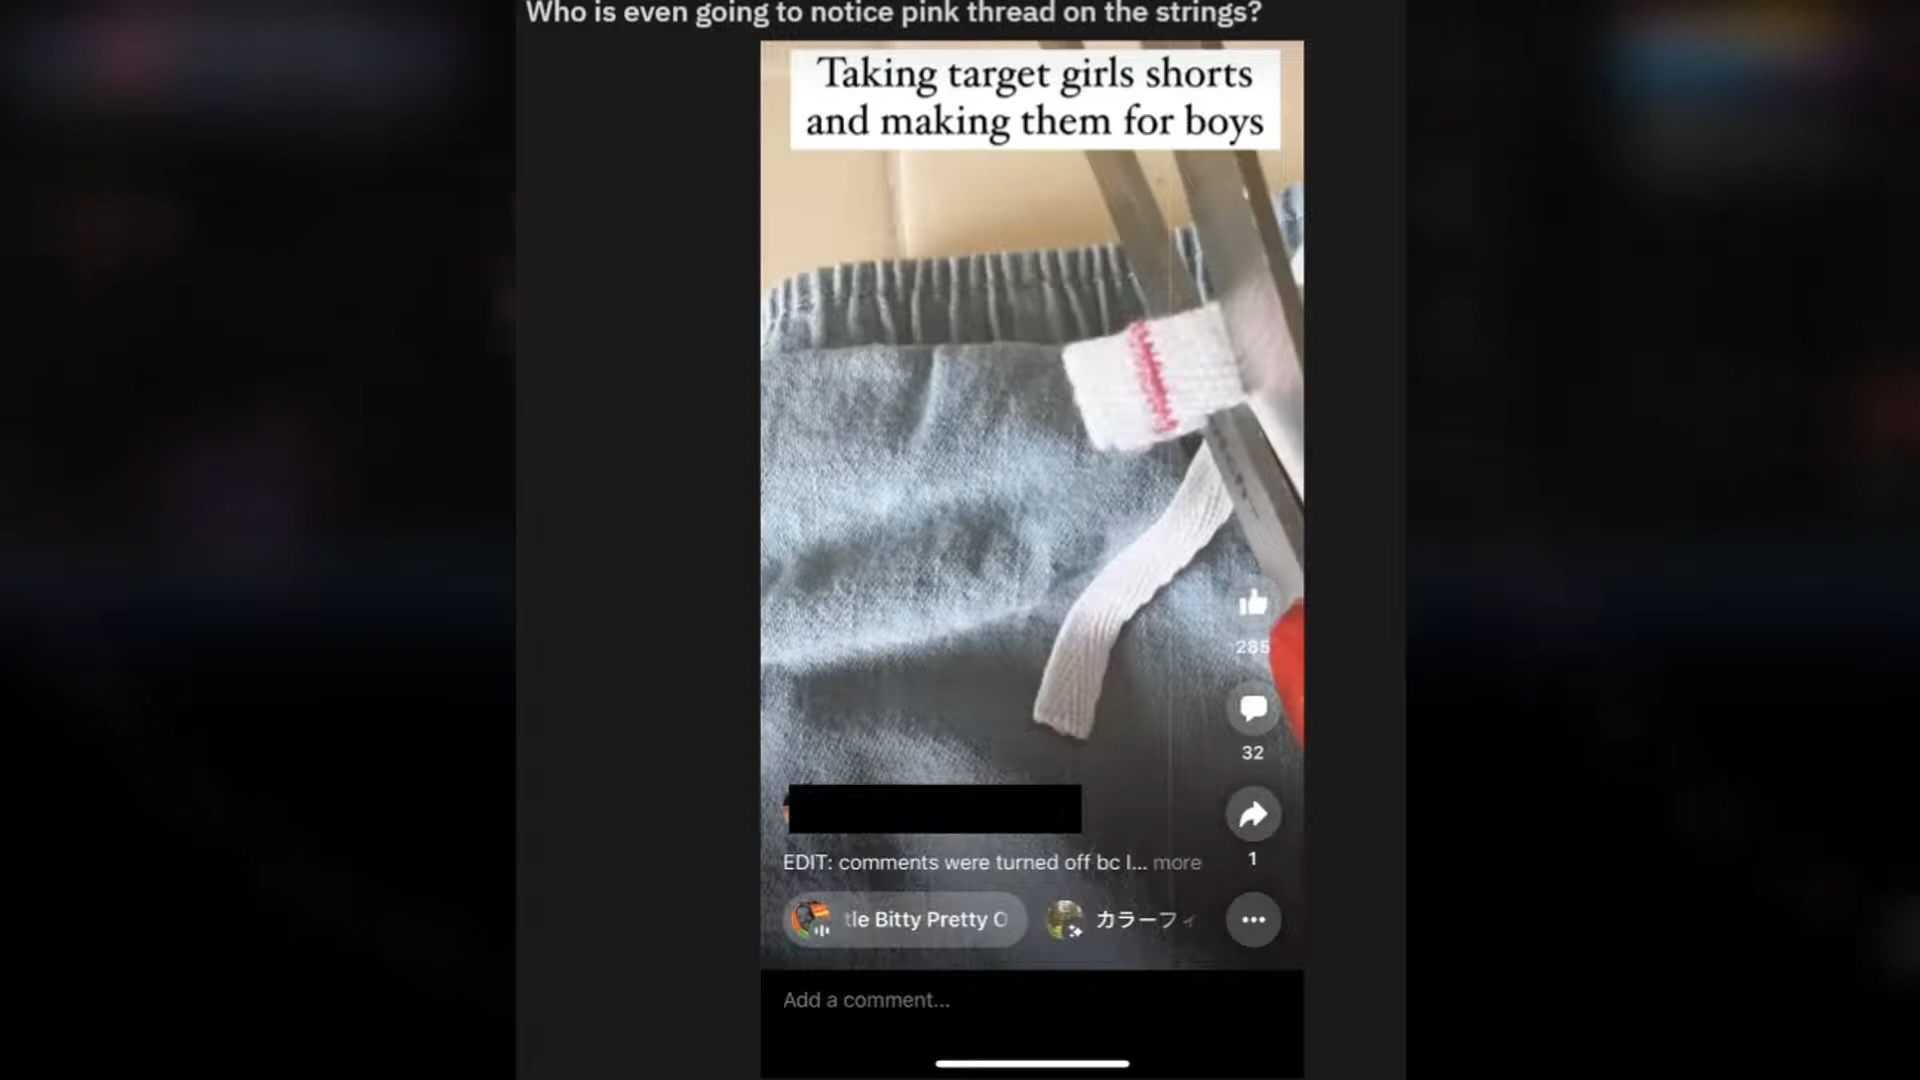 Who is even going to notice pink thread on the strings?
Taking target girls shorts
and making them for boys
285
32
1
EDIT: comments were turned off bc I... more
tle Bitty Pretty O
カラーフィ
Add a comment...